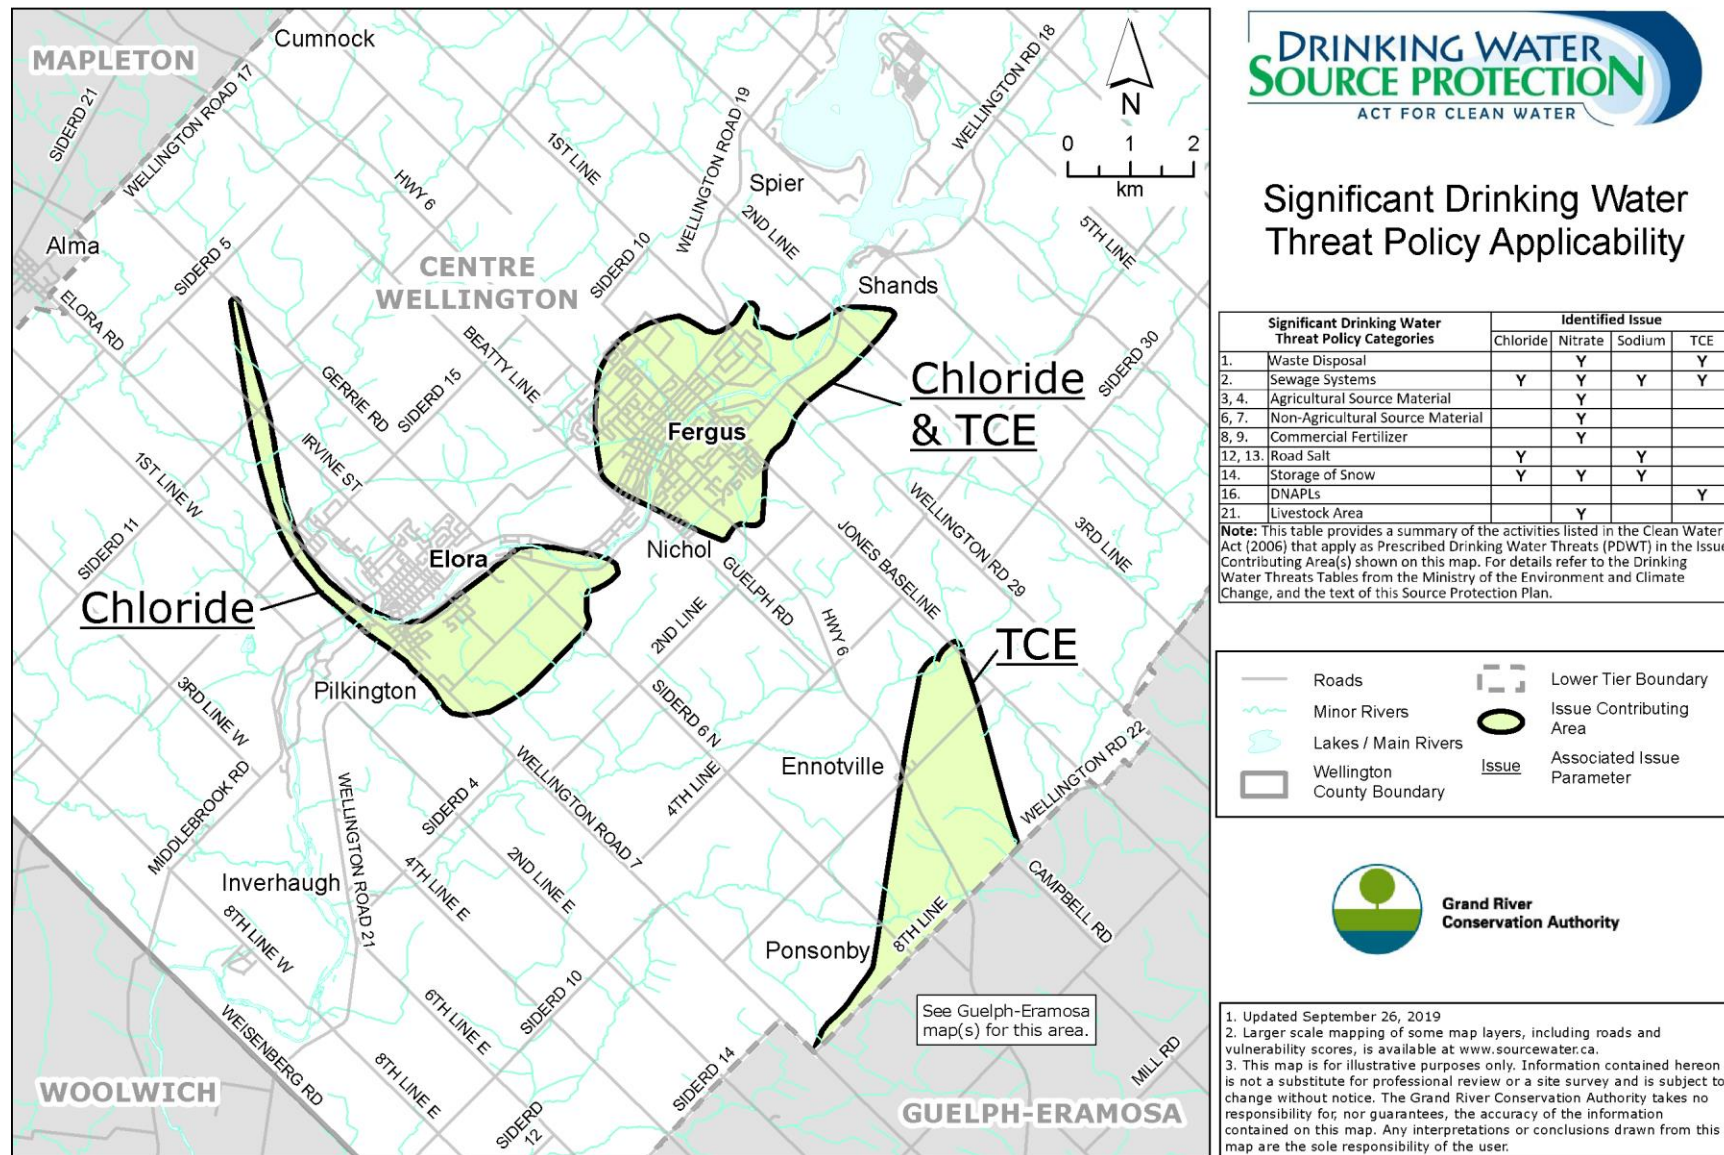 MAPLETON
Cumnock
SIDERD 21
WELLINGTON ROAD 17
WELLINGTON RD 18
N
0 1 2
km
1ST LINE
WELLINGTON ROAD 19
HWY 6
Spier
2ND LINE
5TH LINE
Alma
SIDERD 5
CENTRE
WELLINGTON
SIDERD 10
Shands
ELORA RD
BEATTY LINE
SIDERD 30
GERRIE RD
SIDERD 15
Chloride
& TCE
Fergus
IRVINE ST
1ST LINE W
WELLINGTON RD 29
3RD LINE
SIDERD 11
Elora
Nichol
JONES BASELINE
Chloride
GUELPH RD
2ND LINE
HWY 6
TCE
Pilkington
3RD LINE W
SIDERD 6 N
WELLINGTON RD 22
Ennotville
MIDDLEBROOK RD
WELLINGTON ROAD 21
SIDERD 4
WELLINGTON ROAD 7
4TH LINE
Inverhaugh
4TH LINE E
2ND LINE E
CAMPBELL RD
8TH LINE W
8TH LINE
Ponsonby
6TH LINE E
SIDERD 10
See Guelph-Eramosa
map(s) for this area.
WEISENBERG RD
8TH LINE E
SIDERD 14
MILL RD
WOOLWICH
SIDERD
12
GUELPH-ERAMOSA
DRINKING WATER
SOURCE PROTECTION
ACT FOR CLEAN WATER
Significant Drinking Water
Threat Policy Applicability
Significant Drinking Water
Threat Policy Categories
Identified Issue
Chloride Nitrate Sodium TCE
1. Waste Disposal Y Y
2. Sewage Systems Y Y Y Y
3, 4. Agricultural Source Material Y
6, 7. Non-Agricultural Source Material Y
8, 9. Commercial Fertilizer Y
12, 13. Road Salt Y Y
14. Storage of Snow Y Y Y
16. DNAPLs Y
21. Livestock Area Y
Note: This table provides a summary of the activities listed in the Clean Water
Act (2006) that apply as Prescribed Drinking Water Threats (PDWT) in the Issue
Contributing Area(s) shown on this map. For details refer to the Drinking
Water Threats Tables from the Ministry of the Environment and Climate
Change, and the text of this Source Protection Plan.
Roads
Minor Rivers
Lakes / Main Rivers
Wellington
County Boundary
Lower Tier Boundary
Issue Contributing
Area
Issue
Associated Issue
Parameter
Grand River
Conservation Authority
1. Updated September 26, 2019
2. Larger scale mapping of some map layers, including roads and
vulnerability scores, is available at www.sourcewater.ca.
3. This map is for illustrative purposes only. Information contained hereon
is not a substitute for professional review or a site survey and is subject to
change without notice. The Grand River Conservation Authority takes no
responsibility for, nor guarantees, the accuracy of the information
contained on this map. Any interpretations or conclusions drawn from this
map are the sole responsibility of the user.